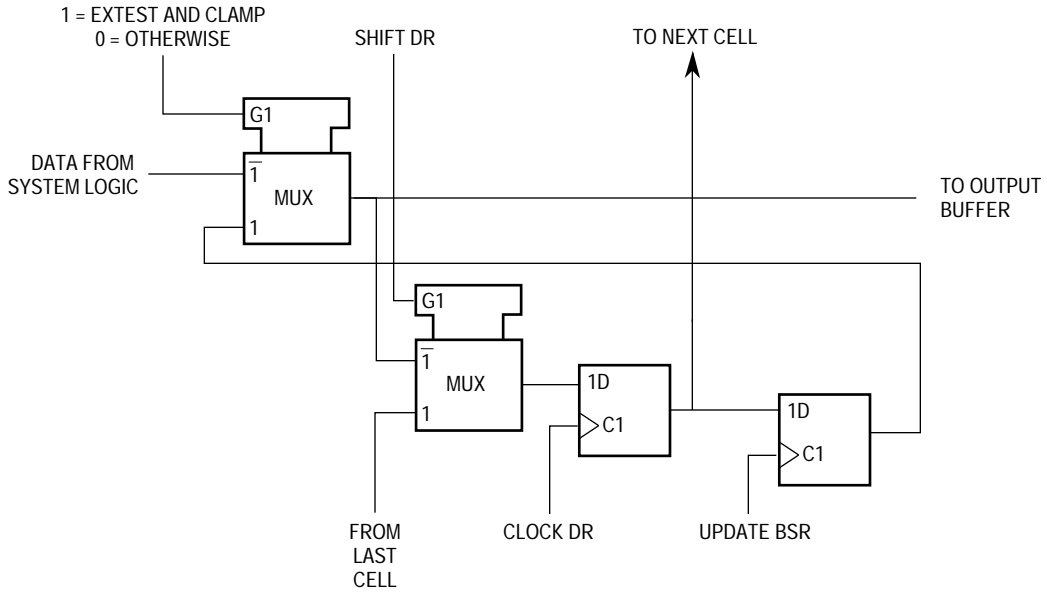 1 = EXTEST AND CLAMP
0 = OTHERWISE
SHIFT DR
TO NEXT CELL
G1
DATA FROM
SYSTEM LOGIC
1̅
MUX
1
TO OUTPUT
BUFFER
G1
1̅
MUX
1
1D
C1
1D
C1
FROM
LAST
CELL
CLOCK DR
UPDATE BSR